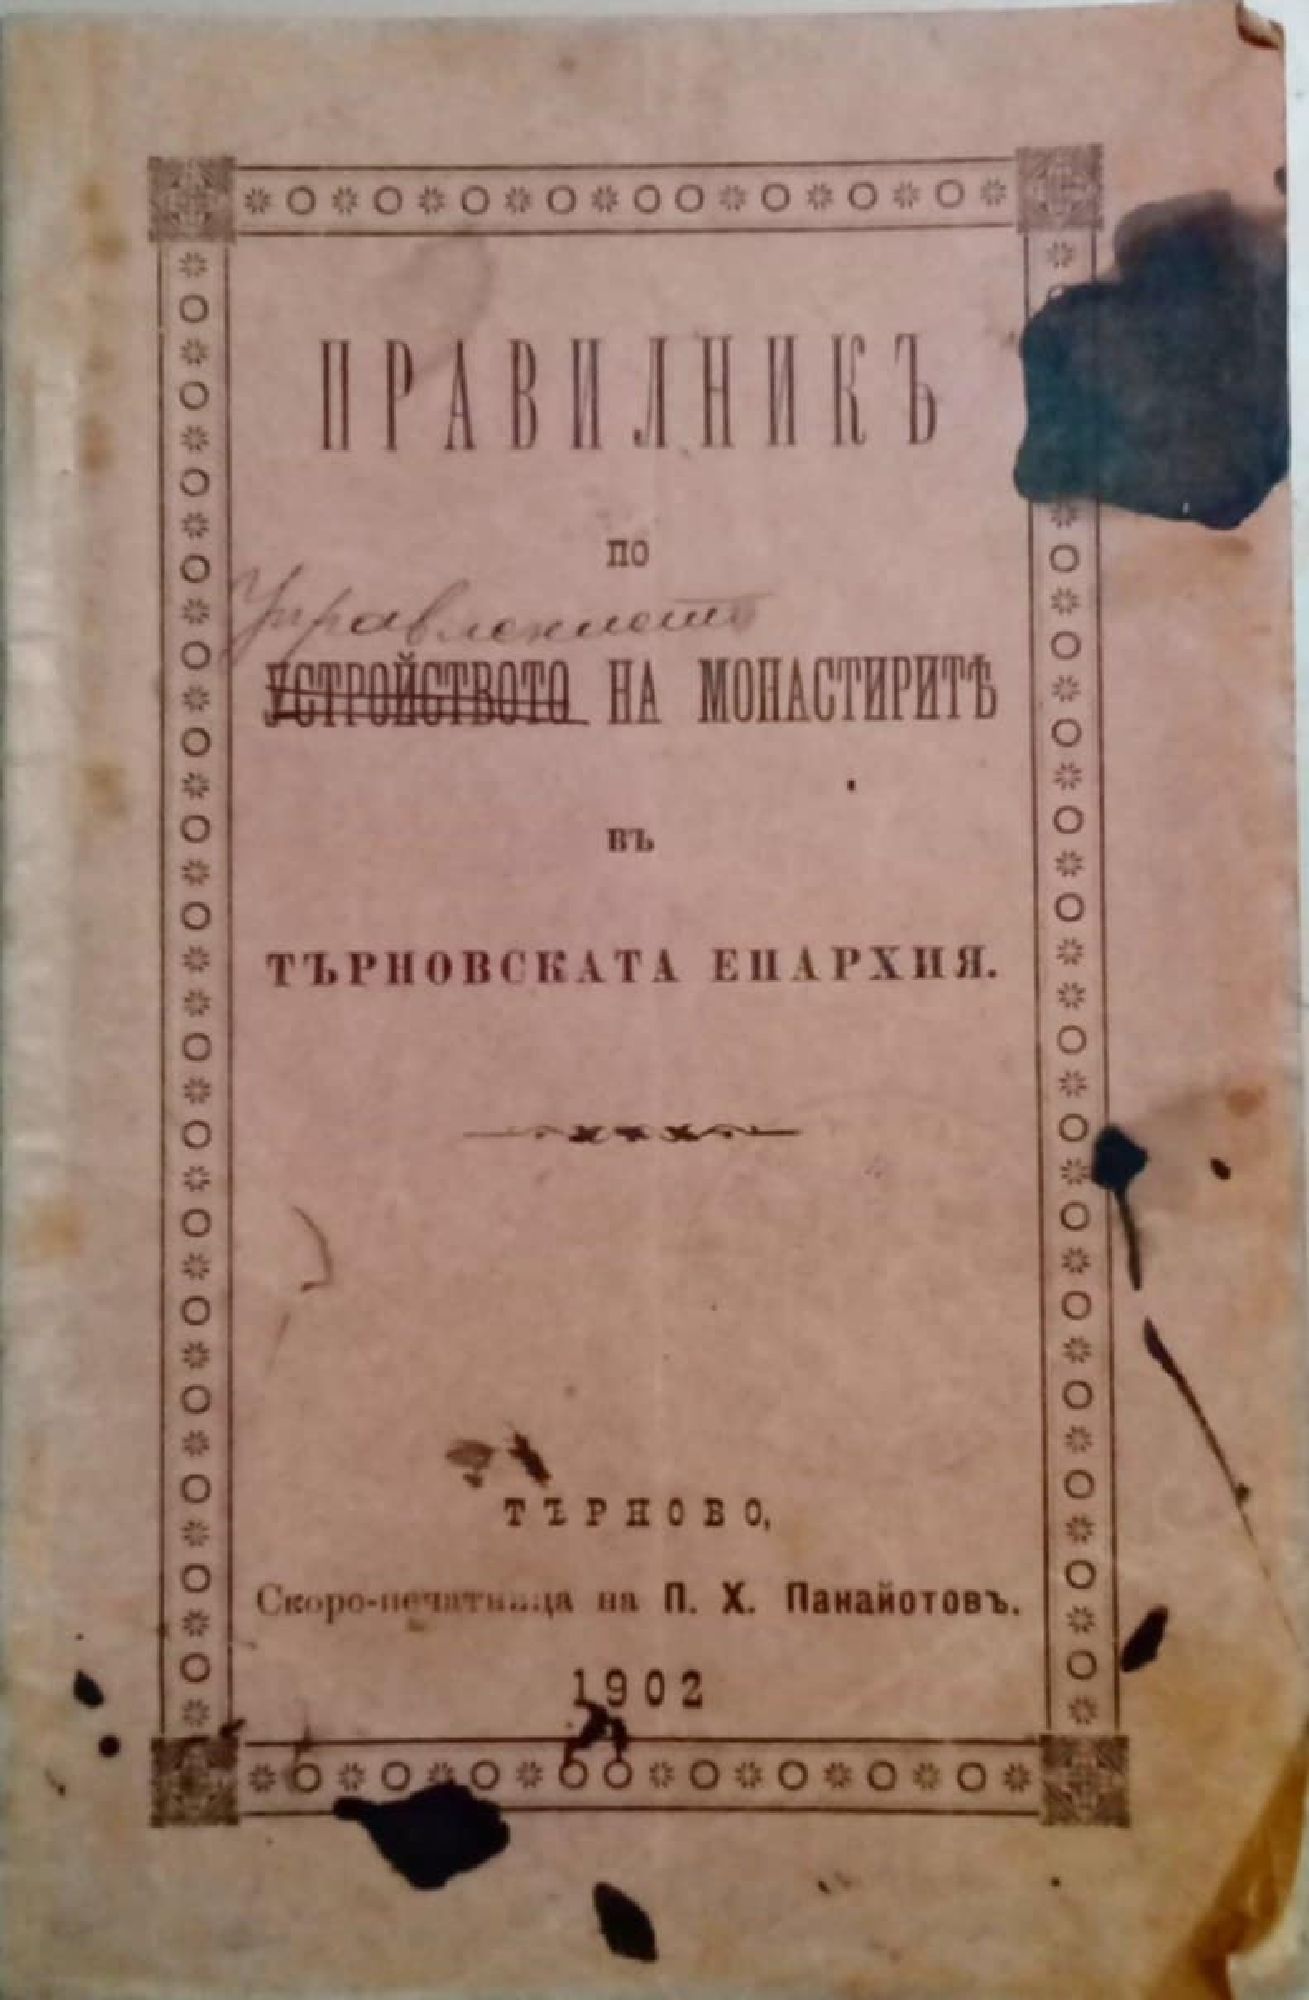 ПРАВИЛНИКЪ
по
Управлението
УСТРОЙСТВОТО НА МОНАСТИРИТѢ
въ
ТЪРНОВСКАТА ЕПАРХИЯ.
ТЪРНОВО,
Скоро-печатница на П. Х. Панайотовъ.
1902